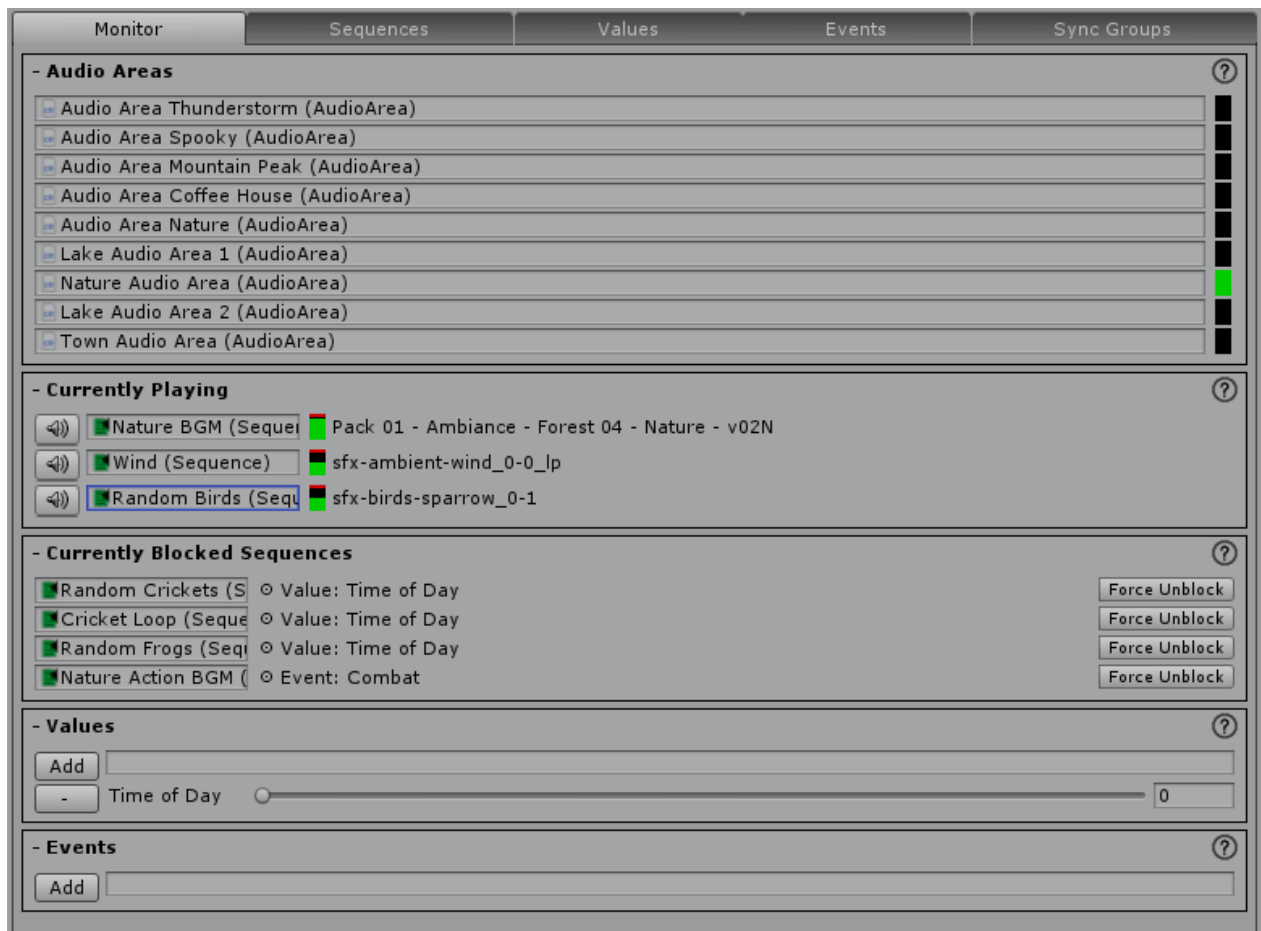 Monitor Sequences Values Events Sync Groups
- Audio Areas ?
Audio Area Thunderstorm (AudioArea)
Audio Area Spooky (AudioArea)
Audio Area Mountain Peak (AudioArea)
Audio Area Coffee House (AudioArea)
Audio Area Nature (AudioArea)
Lake Audio Area 1 (AudioArea)
Nature Audio Area (AudioArea)
Lake Audio Area 2 (AudioArea)
Town Audio Area (AudioArea)
- Currently Playing ?
Nature BGM (Sequen Pack 01 - Ambiance - Forest 04 - Nature - v02N
Wind (Sequence) sfx-ambient-wind_0-0_lp
Random Birds (Sequ sfx-birds-sparrow_0-1
- Currently Blocked Sequences ?
Random Crickets (S Value: Time of Day Force Unblock
Cricket Loop (Seque Value: Time of Day Force Unblock
Random Frogs (Sequ Value: Time of Day Force Unblock
Nature Action BGM ( Event: Combat Force Unblock
- Values ?
Add
- Time of Day 0
- Events ?
Add